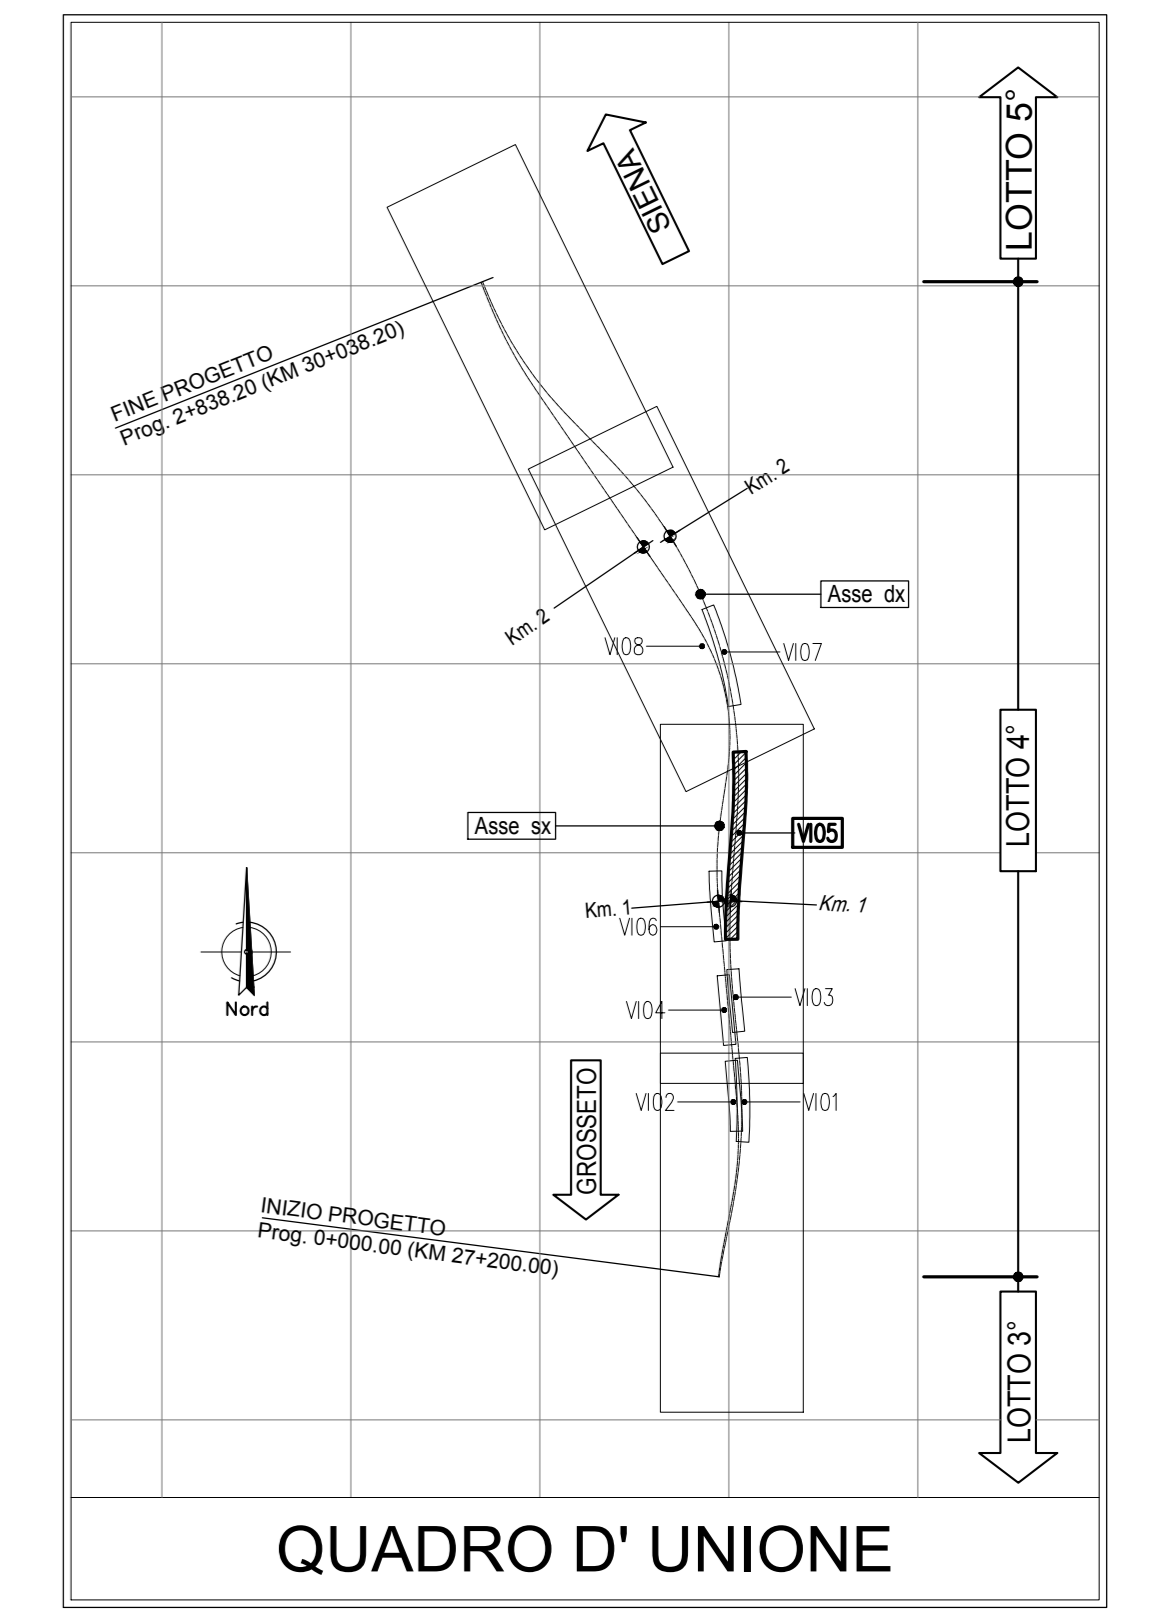 LOTTO 5°
SIENA
FINE PROGETTO
Prog. 2+838.20 (KM 30+038.20)
Km. 2
Km. 2
Asse dx
VI08
VI07
LOTTO 4°
Asse sx
VI05
Km. 1
Km. 1
VI06
Nord
VI04
VI03
GROSSETO
VI02
VI01
INIZIO PROGETTO
Prog. 0+000.00 (KM 27+200.00)
LOTTO 3°
QUADRO D' UNIONE